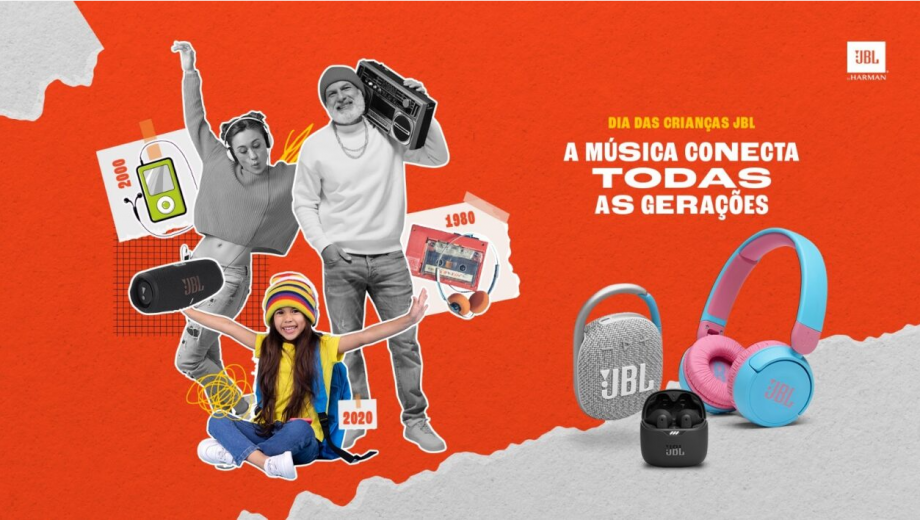 JBL
by HARMAN
DIA DAS CRIANÇAS JBL
A MÚSICA CONECTA
TODAS
AS GERAÇÕES
2000
1980
JBL
2020
JBL
JBL
JBL